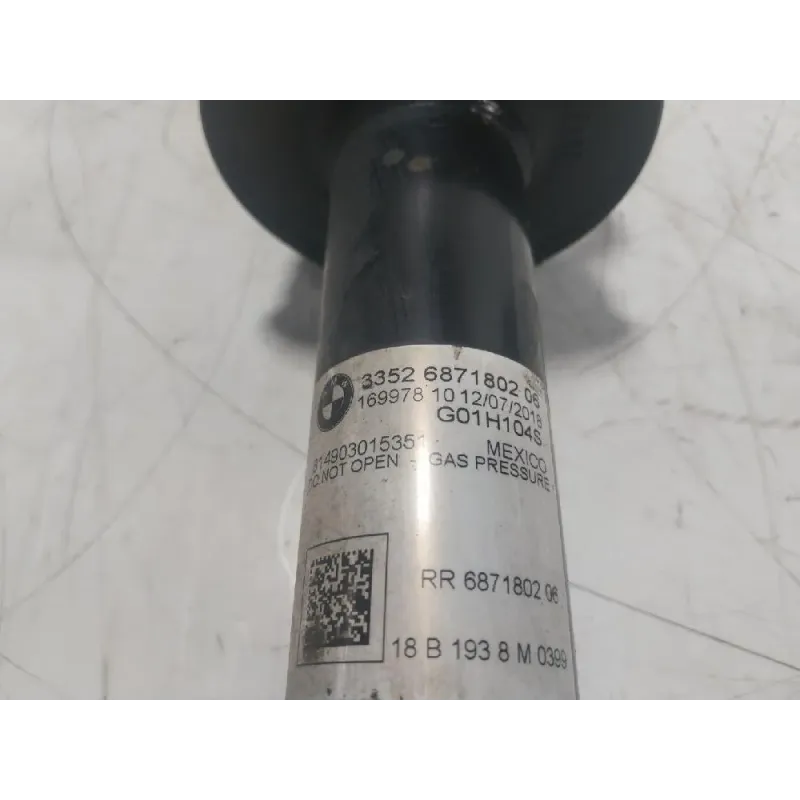 3352 6871802 06
169978 10 12/07/2018
G01H104S
814903015351 MEXICO
DO NOT OPEN - GAS PRESSURE -
RR 6871802 06
18 B 193 8 M 0399